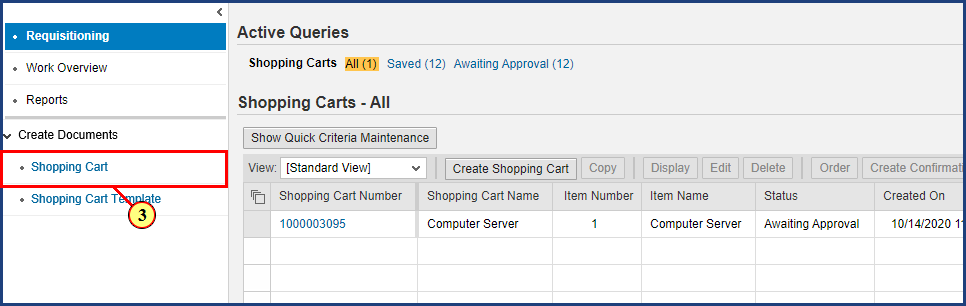 Requisitioning
Work Overview
Reports
Create Documents
Shopping Cart
Shopping Cart Template
3
Active Queries
Shopping Carts All (1) Saved (12) Awaiting Approval (12)
Shopping Carts - All
Show Quick Criteria Maintenance
View: [Standard View] Create Shopping Cart Copy Display Edit Delete Order Create Confirmati
Shopping Cart Number Shopping Cart Name Item Number Item Name Status Created On
1000003095 Computer Server 1 Computer Server Awaiting Approval 10/14/2020 11